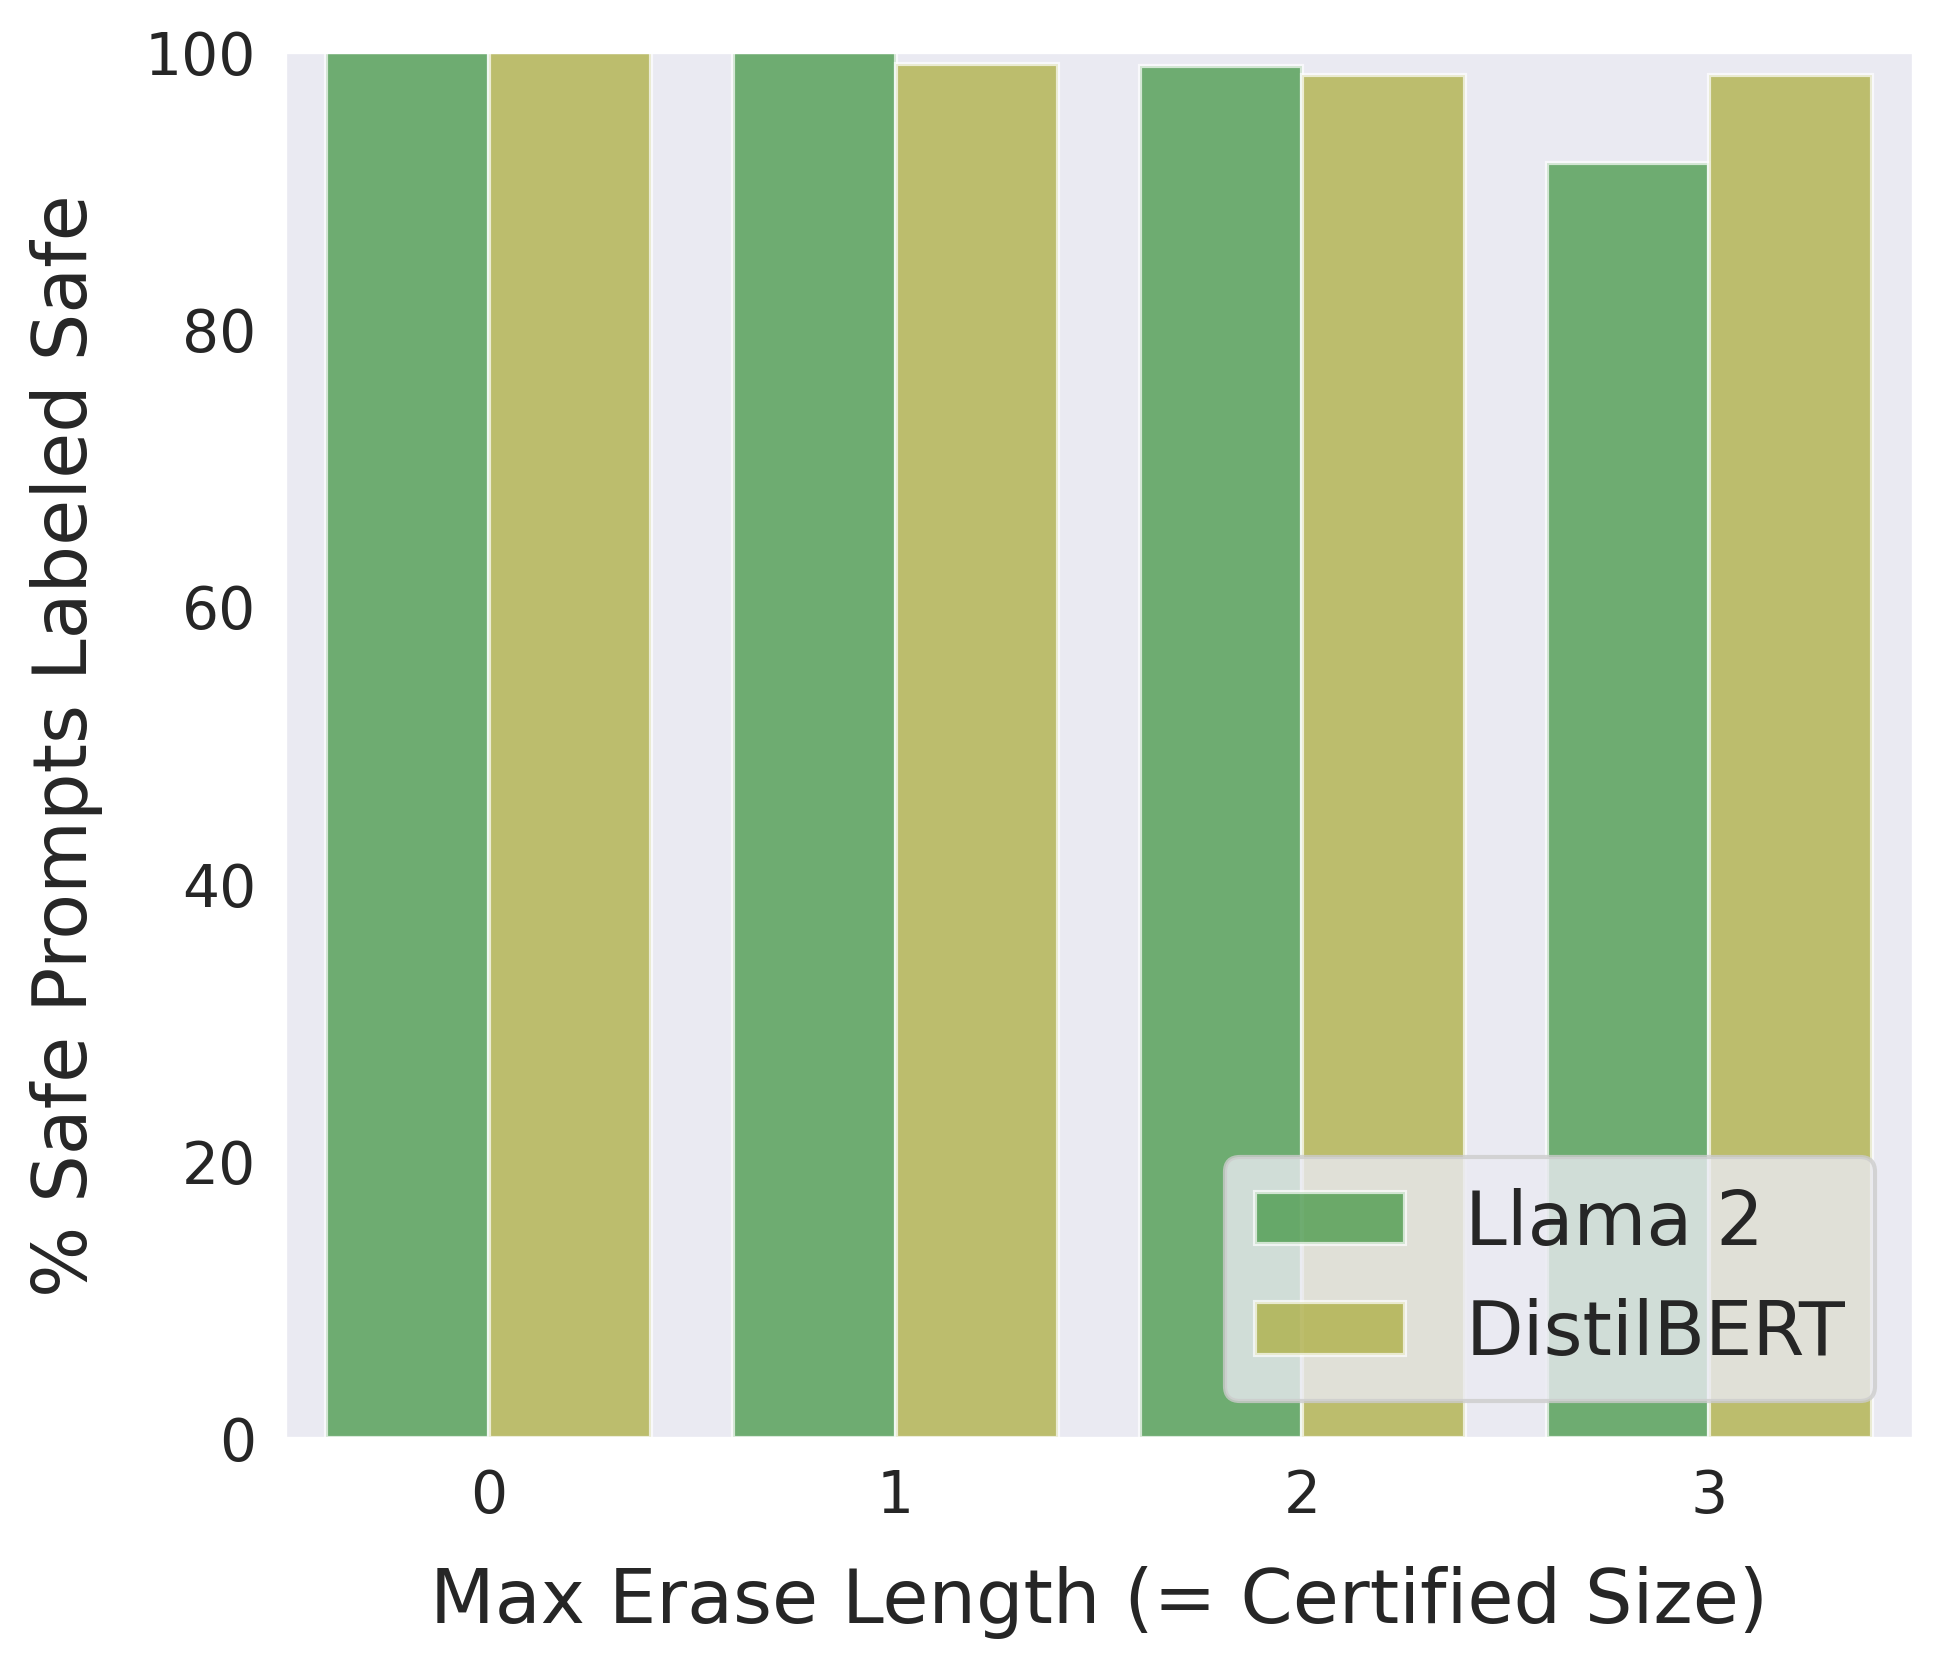 % Safe Prompts Labeled Safe
100
80
60
40
20
0
Llama 2
DistilBERT
0 1 2 3
Max Erase Length (= Certified Size)